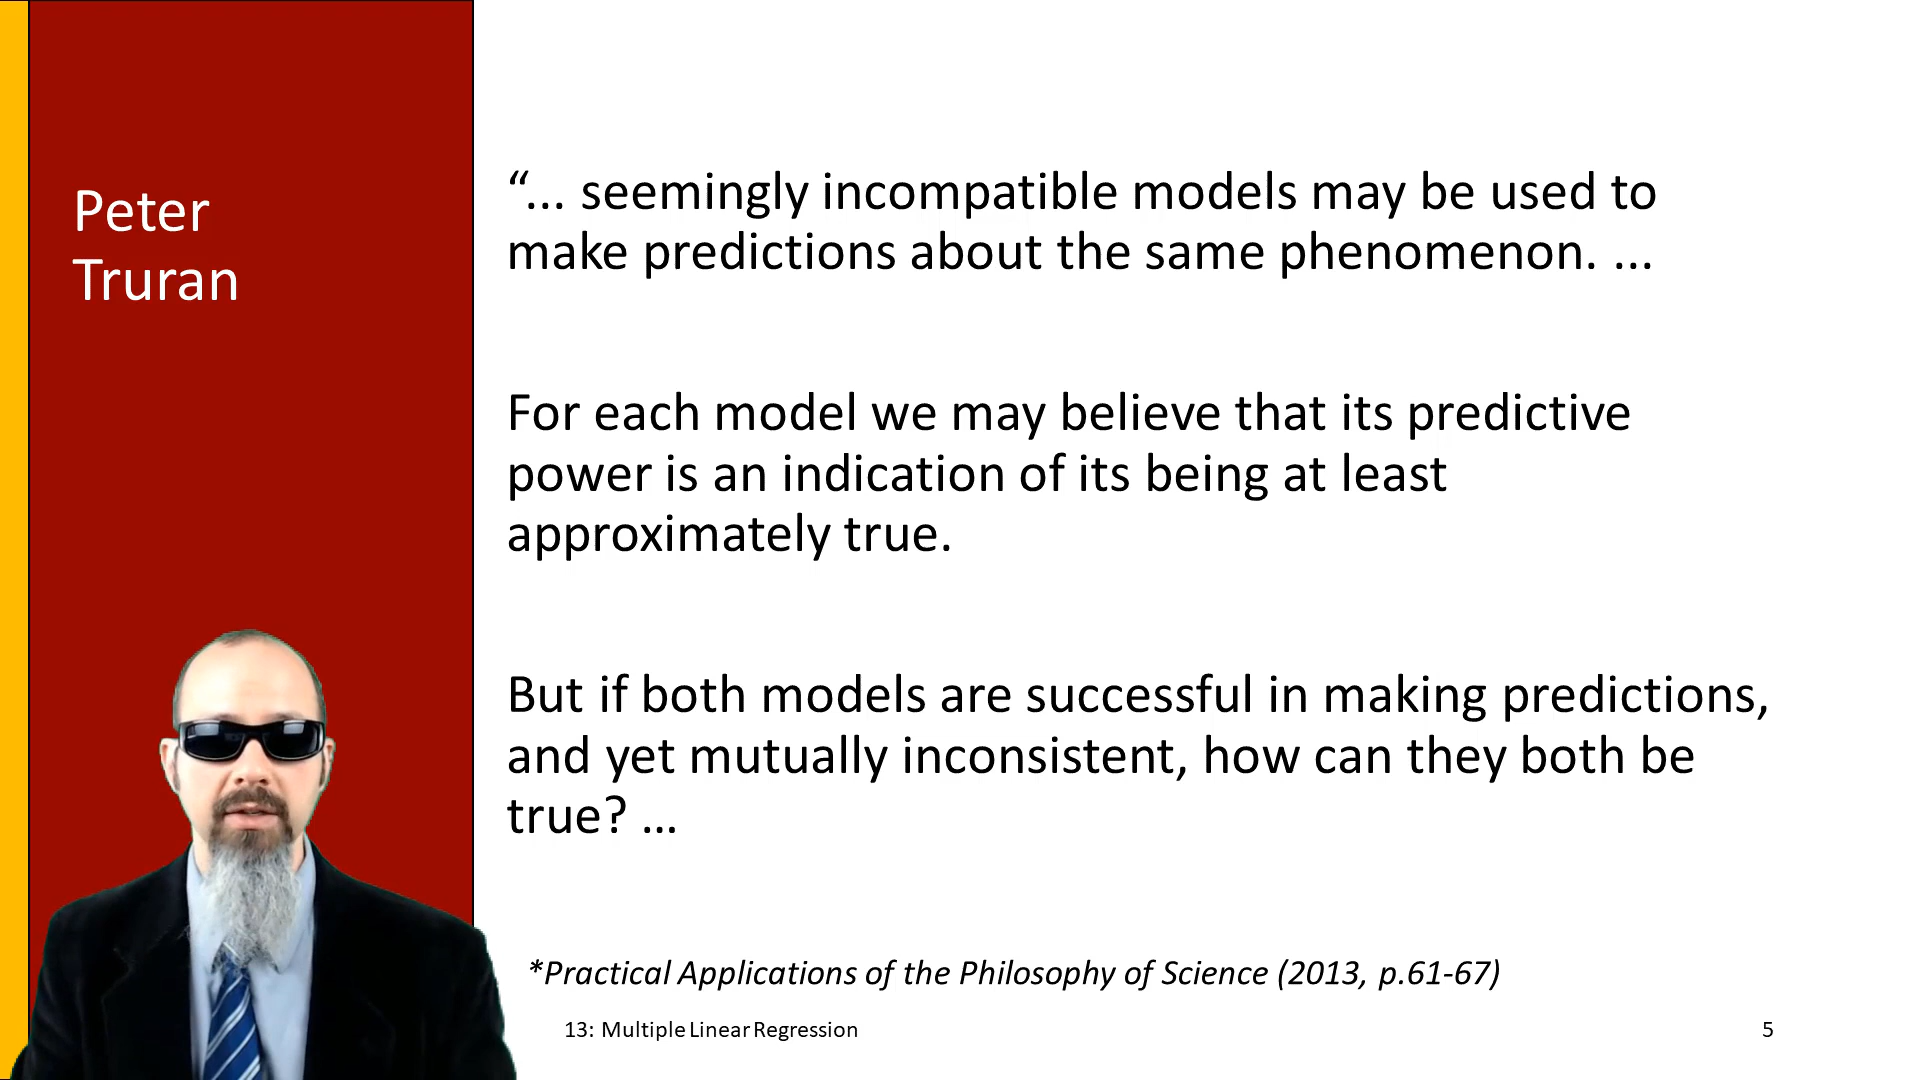 Peter
Truran
“... seemingly incompatible models may be used to
make predictions about the same phenomenon. ...
For each model we may believe that its predictive
power is an indication of its being at least
approximately true.
But if both models are successful in making predictions,
and yet mutually inconsistent, how can they both be
true? …
*Practical Applications of the Philosophy of Science (2013, p.61-67)
13: Multiple Linear Regression
5